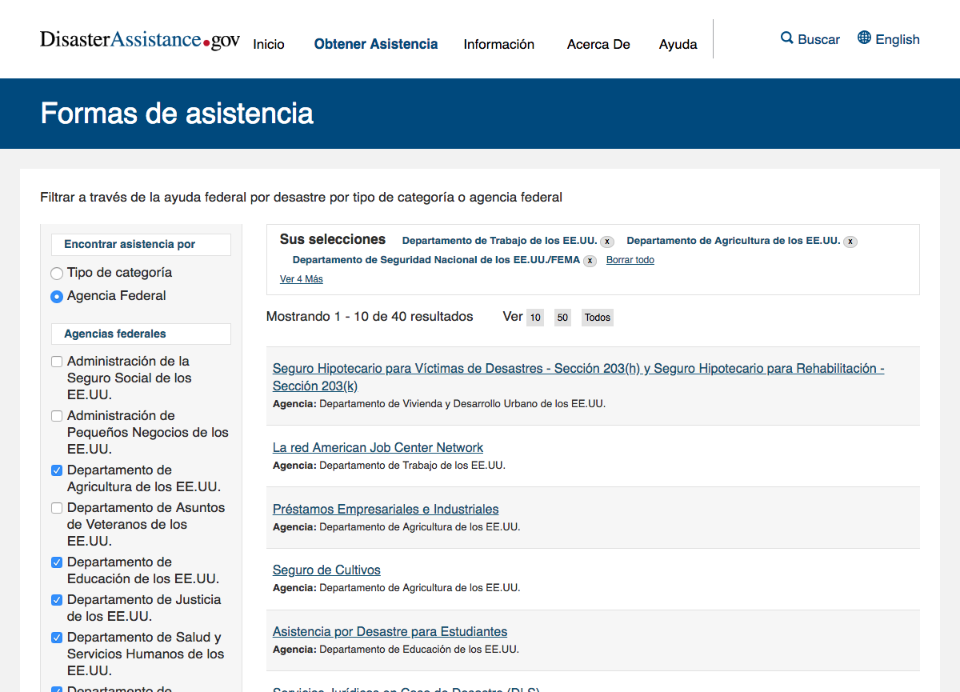 DisasterAssistance.gov
Inicio
Obtener Asistencia
Información
Acerca De
Ayuda
Buscar
English
Formas de asistencia
Filtrar a través de la ayuda federal por desastre por tipo de categoría o agencia federal
Encontrar asistencia por
Tipo de categoría
Agencia Federal
Agencias federales
Administración de la
Seguro Social de los
EE.UU.
Administración de
Pequeños Negocios de los
EE.UU.
Departamento de
Agricultura de los EE.UU.
Departamento de Asuntos
de Veteranos de los
EE.UU.
Departamento de
Educación de los EE.UU.
Departamento de Justicia
de los EE.UU.
Departamento de Salud y
Servicios Humanos de los
EE.UU.
Departamento de
Sus selecciones Departamento de Trabajo de los EE.UU. x Departamento de Agricultura de los EE.UU. x
Departamento de Seguridad Nacional de los EE.UU./FEMA x Borrar todo
Ver 4 Más
Mostrando 1 - 10 de 40 resultados Ver 10 50 Todos
Seguro Hipotecario para Víctimas de Desastres - Sección 203(h) y Seguro Hipotecario para Rehabilitación -
Sección 203(k)
Agencia: Departamento de Vivienda y Desarrollo Urbano de los EE.UU.
La red American Job Center Network
Agencia: Departamento de Trabajo de los EE.UU.
Préstamos Empresariales e Industriales
Agencia: Departamento de Agricultura de los EE.UU.
Seguro de Cultivos
Agencia: Departamento de Agricultura de los EE.UU.
Asistencia por Desastre para Estudiantes
Agencia: Departamento de Educación de los EE.UU.
Servicios Jurídicos en Caso de Desastre (DLS)